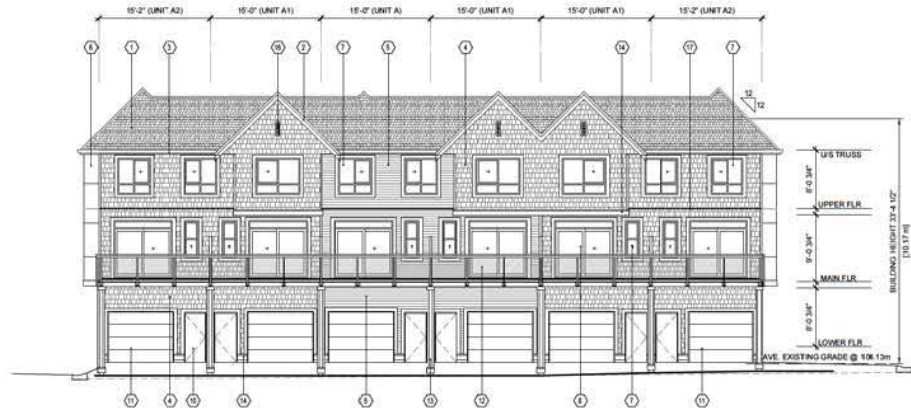 15'-2" (UNIT A2) 15'-0" (UNIT A1) 15'-0" (UNIT A) 15'-0" (UNIT A1) 15'-0" (UNIT A1) 15'-2" (UNIT A2)
6 1 3 16 2 7 5 4 14 17 7
12
12
U/S TRUSS
8'-0 3/4"
UPPER FLR
9'-0 3/4"
BUILDING HEIGHT 33'-4 1/2"
[10.17 m]
MAIN FLR
8'-0 3/4"
LOWER FLR
AVE. EXISTING GRADE @ 106.13m
11 4 10 14 5 13 12 8 7 11